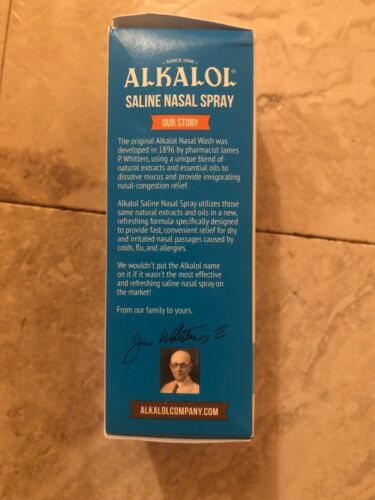 SINCE 1896
ALKALOL®
SALINE NASAL SPRAY
OUR STORY
The original Alkalol Nasal Wash was
developed in 1896 by pharmacist James
P. Whitters, using a unique blend of
natural extracts and essential oils to
dissolve mucus and provide invigorating
nasal-congestion relief.
Alkalol Saline Nasal Spray utilizes those
same natural extracts and oils in a new,
refreshing formula specifically designed
to provide fast, convenient relief for dry
and irritated nasal passages caused by
colds, flu, and allergies.
We wouldn't put the Alkalol name
on it if it wasn't the most effective
and refreshing saline nasal spray on
the market!
From our family to yours.
Jim Whitters III
ALKALOLCOMPANY.COM